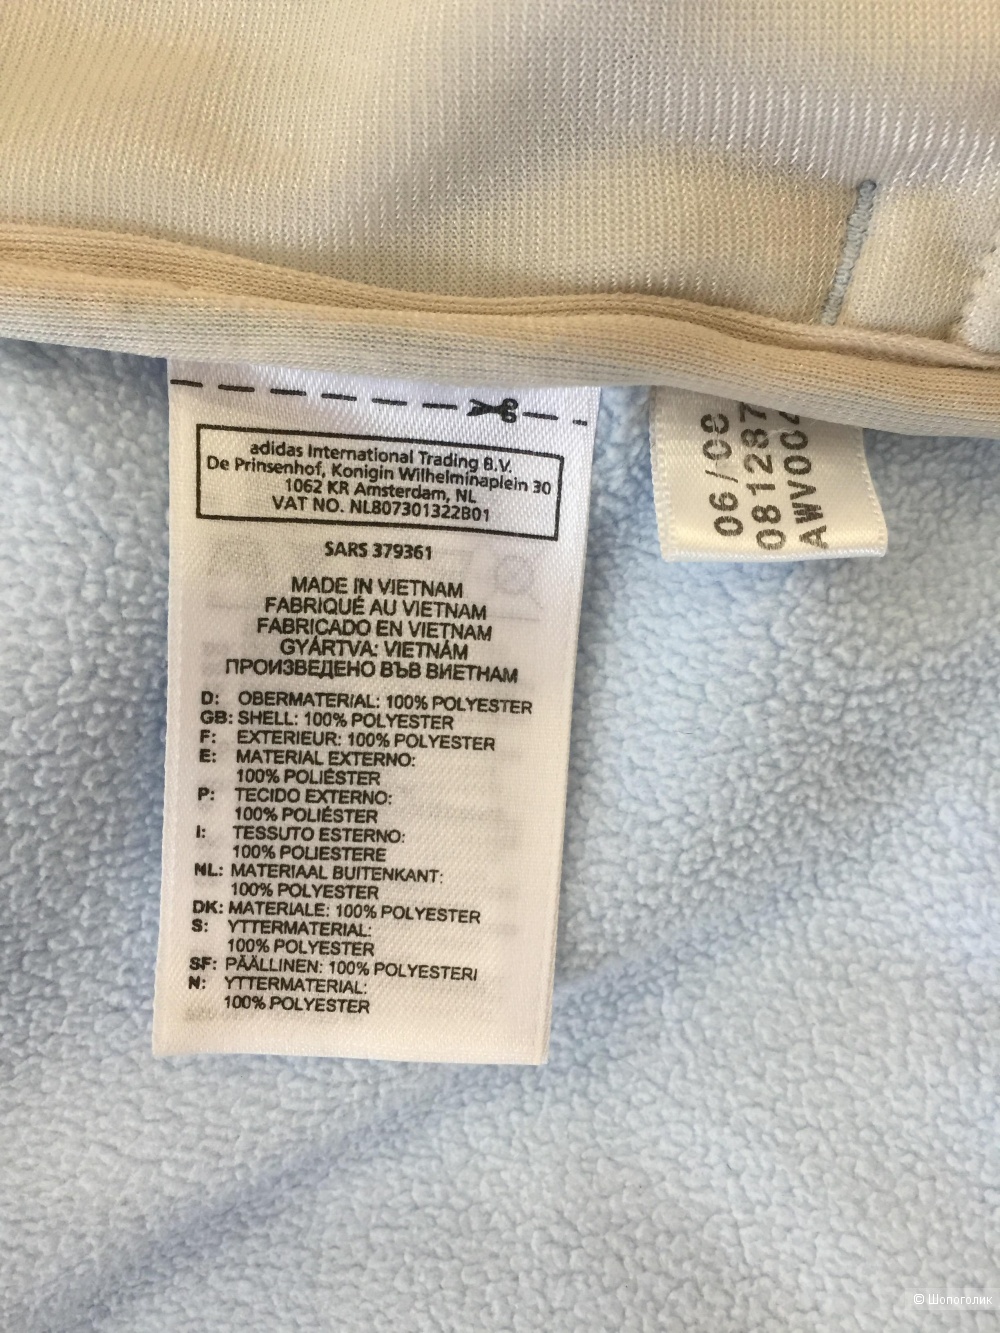 adidas International Trading B.V.
De Prinsenhof, Konigin Wilhelminaplein 30
1062 KR Amsterdam, NL
VAT NO. NL807301322B01
SARS 379361
MADE IN VIETNAM
FABRIQUÉ AU VIETNAM
FABRICADO EN VIETNAM
GYÁRTVA: VIETNÁM
ПРОИЗВЕДЕНО ВЪВ ВИЕТНАМ
D: OBERMATERIAL: 100% POLYESTER
GB: SHELL: 100% POLYESTER
F: EXTERIEUR: 100% POLYESTER
E: MATERIAL EXTERNO:
100% POLIÉSTER
P: TECIDO EXTERNO:
100% POLIÉSTER
I: TESSUTO ESTERNO:
100% POLIESTERE
NL: MATERIAAL BUITENKANT:
100% POLYESTER
DK: MATERIALE: 100% POLYESTER
S: YTTERMATERIAL:
100% POLYESTER
SF: PÄÄLLINEN: 100% POLYESTERI
N: YTTERMATERIAL:
100% POLYESTER
06/08
081287
AWV004
© Шопоголик